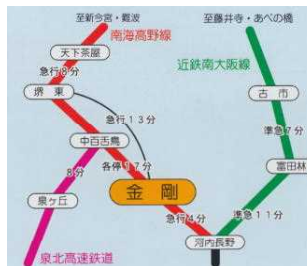 至新今宮・難波
至藤井寺・あべの橋
南海高野線
天下茶屋
近鉄南大阪線
急行8分
堺東
古市
急行13分
準急7分
中百舌鳥
各停17分
富田林
8分
金剛
泉ヶ丘
急行4分
準急11分
河内長野
泉北高速鉄道